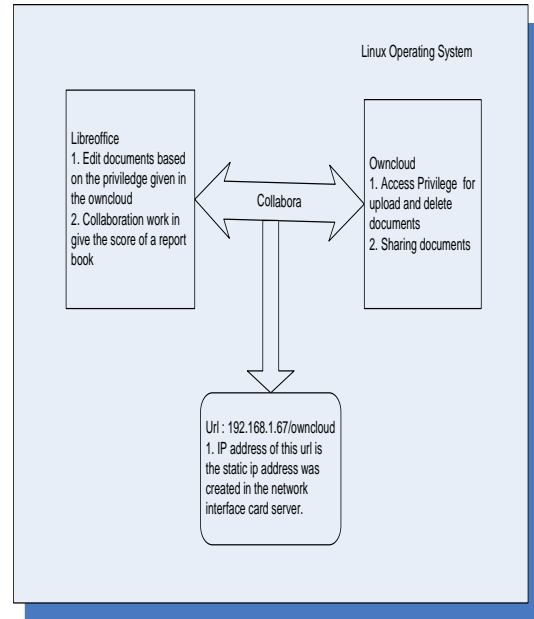 Linux Operating System
Libreoffice
1. Edit documents based
on the priviledge given in
the owncloud
2. Collaboration work in
give the score of a report
book
Collabora
Owncloud
1. Access Privilege for
upload and delete
documents
2. Sharing documents
Url : 192.168.1.67/owncloud
1. IP address of this url is
the static ip address was
created in the network
interface card server.